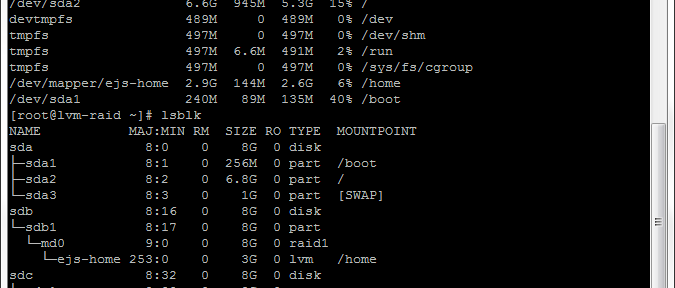 /dev/sda2 6.6G 945M 5.3G 15% /
devtmpfs 489M 0 489M 0% /dev
tmpfs 497M 0 497M 0% /dev/shm
tmpfs 497M 6.6M 491M 2% /run
tmpfs 497M 0 497M 0% /sys/fs/cgroup
/dev/mapper/ejs-home 2.9G 144M 2.6G 6% /home
/dev/sda1 240M 89M 135M 40% /boot
[root@lvm-raid ~]# lsblk
NAME MAJ:MIN RM SIZE RO TYPE MOUNTPOINT
sda 8:0 0 8G 0 disk
├─sda1 8:1 0 256M 0 part /boot
├─sda2 8:2 0 6.8G 0 part /
└─sda3 8:3 0 1G 0 part [SWAP]
sdb 8:16 0 8G 0 disk
└─sdb1 8:17 0 8G 0 part
└─md0 9:0 0 8G 0 raid1
└─ejs-home 253:0 0 3G 0 lvm /home
sdc 8:32 0 8G 0 disk